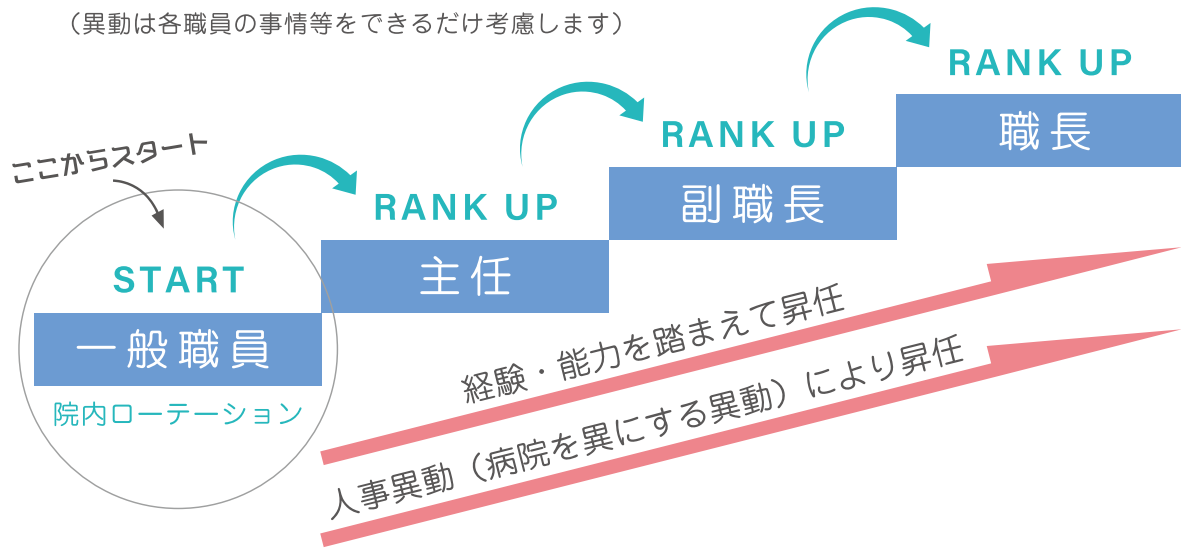 （異動は各職員の事情等をできるだけ考慮します）
RANK UP
職長
RANK UP
副職長
ここからスタート
RANK UP
主任
START
一般職員
院内ローテーション
経験・能力を踏まえて昇任
人事異動（病院を異にする異動）により昇任